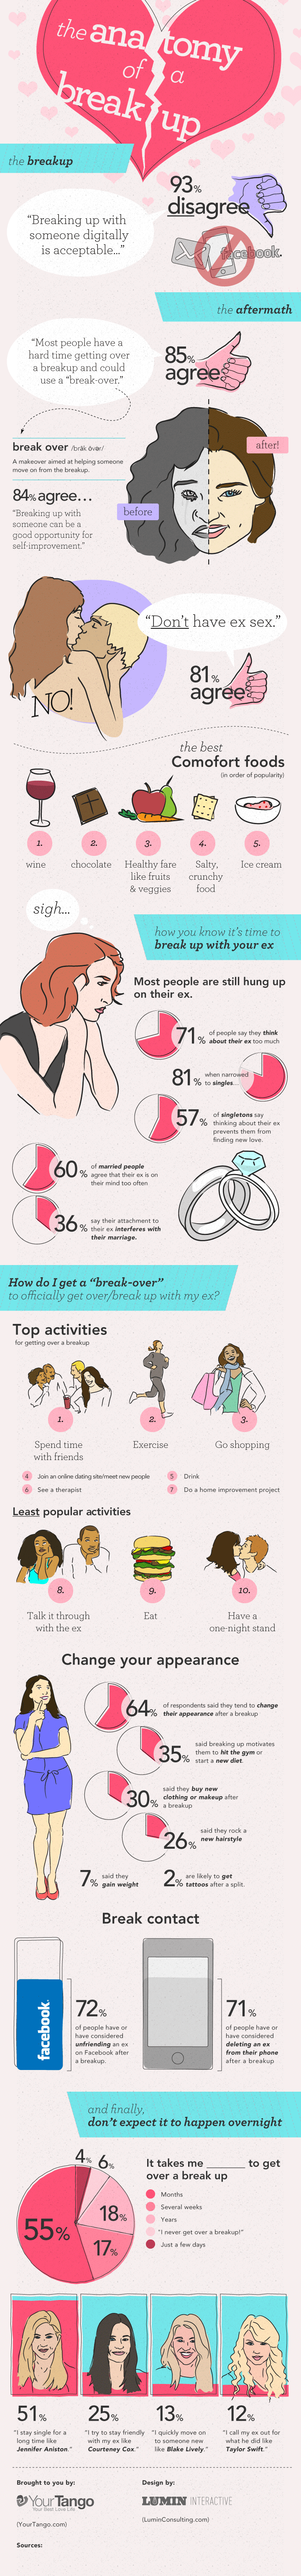 the anatomy
of a
breakup
the breakup
"Breaking up with
someone digitally
is acceptable..."
93%
disagree
facebook.
the aftermath
"Most people have a
hard time getting over
a breakup and could
use a "break-over."
85%
agree
break over /brāk ōvər/
A makeover aimed at helping someone
move on from the breakup.
84% agree...
"Breaking up with
someone can be a
good opportunity for
self-improvement."
before
after!
"Don't have ex sex."
81%
agree
NO!
the best
Comofort foods
(in order of popularity)
1.
wine
2.
chocolate
3.
Healthy fare
like fruits
& veggies
4.
Salty,
crunchy
food
5.
Ice cream
sigh...
how you know it's time to
break up with your ex
Most people are still hung up
on their ex.
71% of people say they think
about their ex too much
81% when narrowed
to singles...
57% of singletons say
thinking about their ex
prevents them from
finding new love.
60% of married people
agree that their ex is on
their mind too often
36% say their attachment to
their ex interferes with
their marriage.
How do I get a "break-over"
to officially get over/break up with my ex?
Top activities
for getting over a breakup
1.
Spend time
with friends
2.
Exercise
3.
Go shopping
4 Join an online dating site/meet new people
5 Drink
6 See a therapist
7 Do a home improvement project
Least popular activities
8.
Talk it through
with the ex
9.
Eat
10.
Have a
one-night stand
Change your appearance
64% of respondents said they tend to change
their appearance after a breakup
35% said breaking up motivates
them to hit the gym or
start a new diet.
30% said they buy new
clothing or makeup after
a breakup
26% said they rock a
new hairstyle
7% said they
gain weight
2% are likely to get
tattoos after a split.
Break contact
facebook.
72%
of people have or
have considered
unfriending an ex
on Facebook after
a breakup.
71%
of people have or
have considered
deleting an ex
from their phone
after a breakup
and finally,
don't expect it to happen overnight
4%
6%
18%
17%
55%
It takes me ______ to get
over a break up
Months
Several weeks
Years
"I never get over a breakup!"
Just a few days
51%
"I stay single for a
long time like
Jennifer Aniston."
25%
"I try to stay friendly
with my ex like
Courteney Cox."
13%
"I quickly move on
to someone new
like Blake Lively."
12%
"I call my ex out for
what he did like
Taylor Swift."
Brought to you by:
YourTango
Your Best Love Life
(YourTango.com)
Design by:
LUMIN INTERACTIVE
(LuminConsulting.com)
Sources: